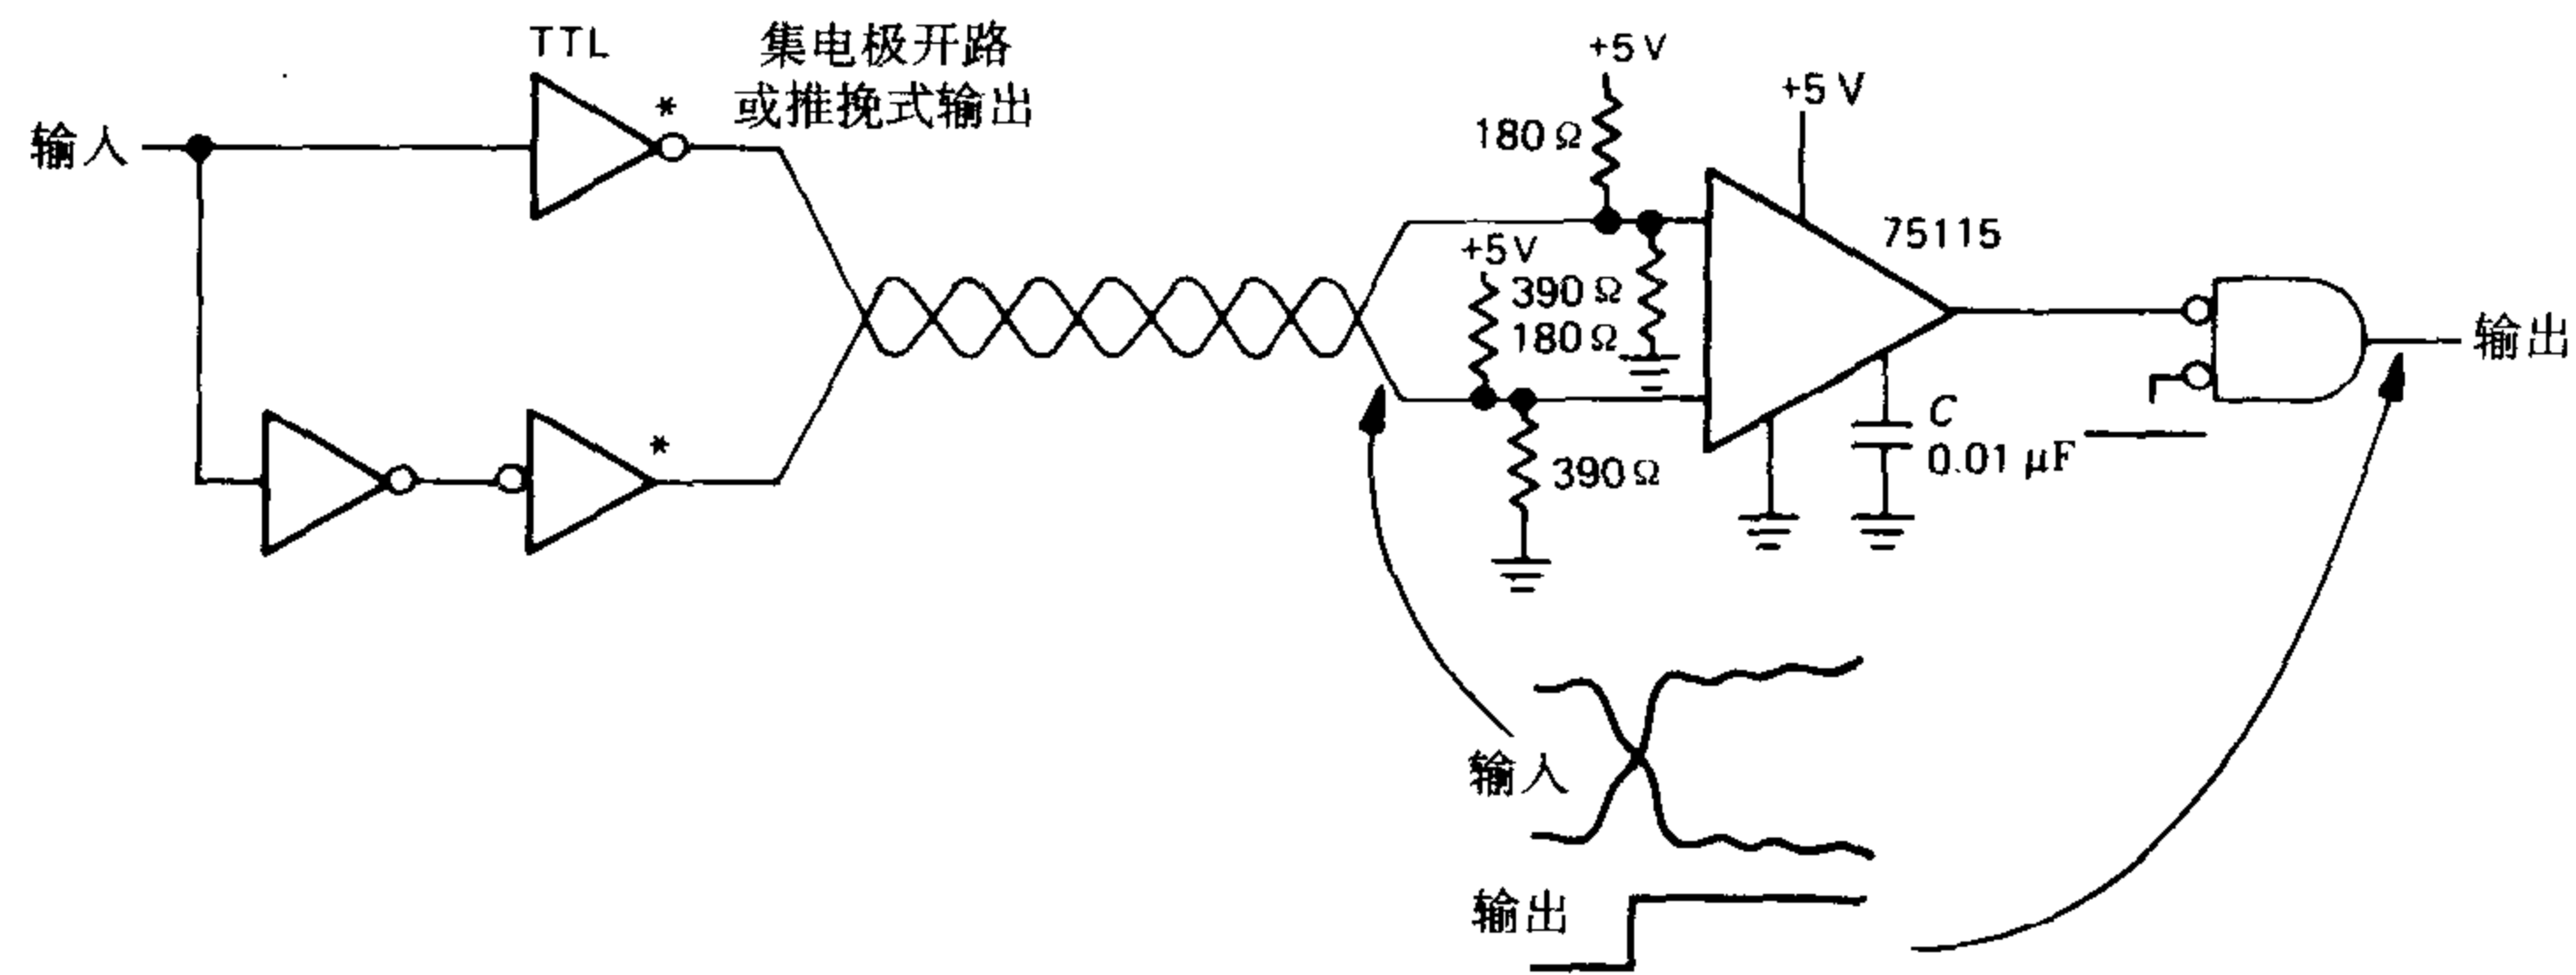 TTL
集电极开路
或推挽式输出
*
输入
*
+5 V
180 Ω
+5 V
75115
+5 V
390 Ω
180 Ω
390 Ω
C
0.01 μF
输出
输入
输出